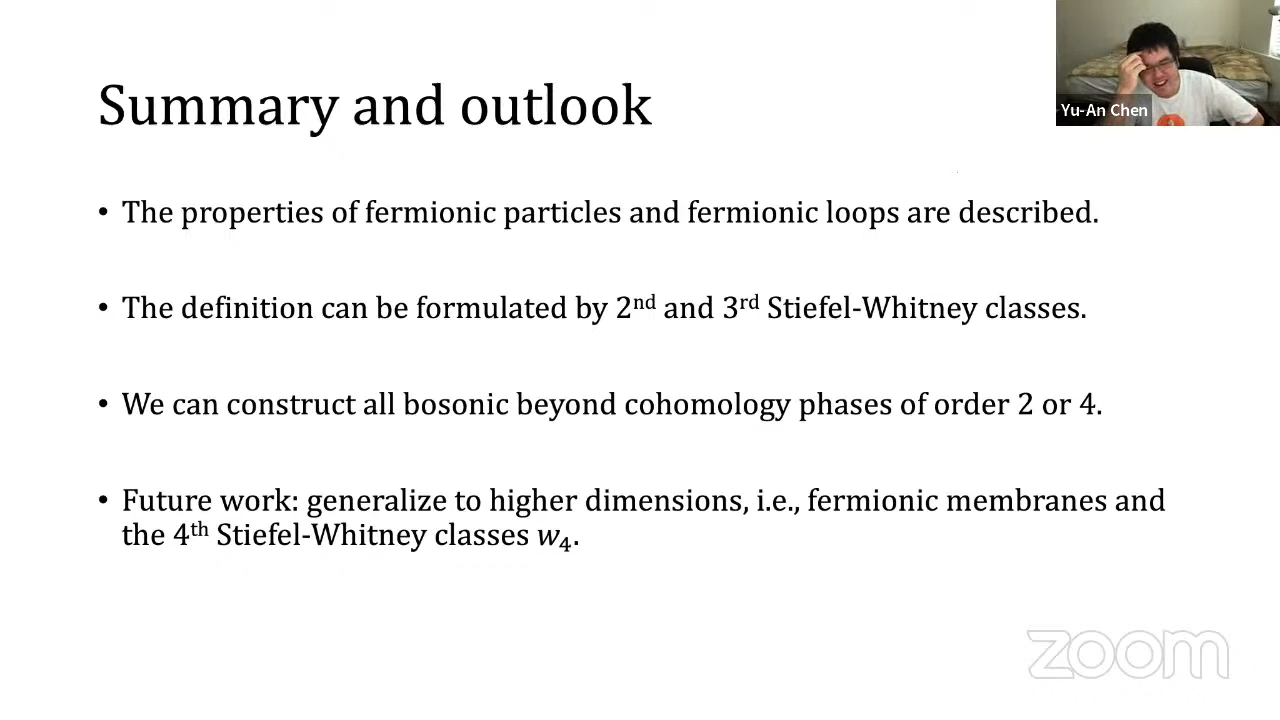 Summary and outlook
Yu-An Chen
• The properties of fermionic particles and fermionic loops are described.
• The definition can be formulated by 2nd and 3rd Stiefel-Whitney classes.
• We can construct all bosonic beyond cohomology phases of order 2 or 4.
• Future work: generalize to higher dimensions, i.e., fermionic membranes and
the 4th Stiefel-Whitney classes w₄.
zoom